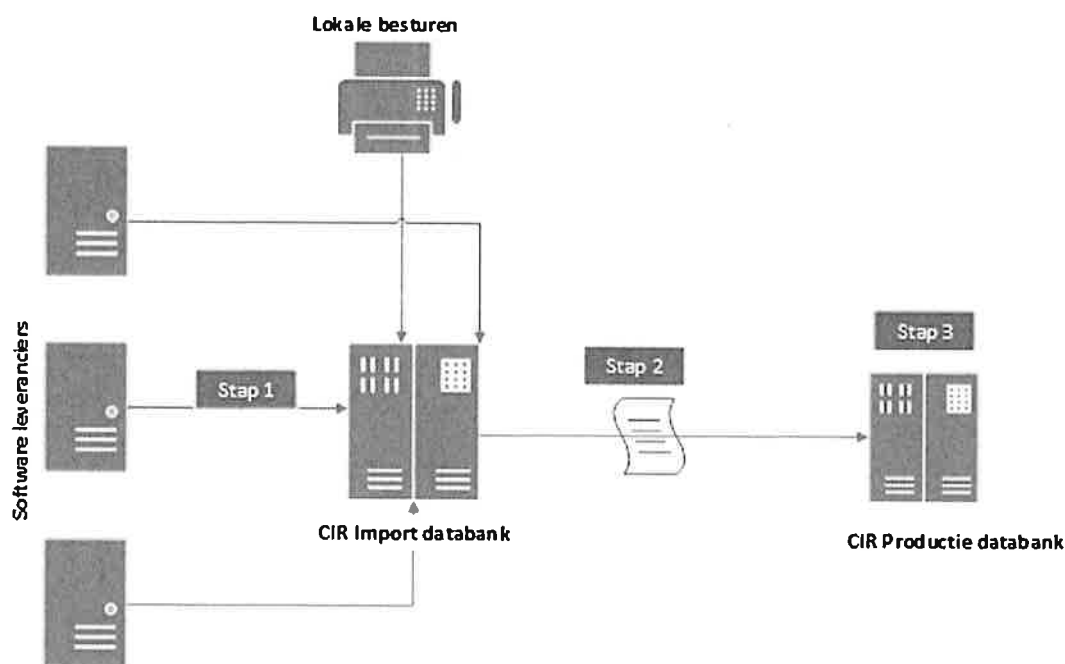 Lokale besturen
Software leveranciers
Stap 1
Stap 2
Stap 3
CIR Import databank
CIR Productie databank